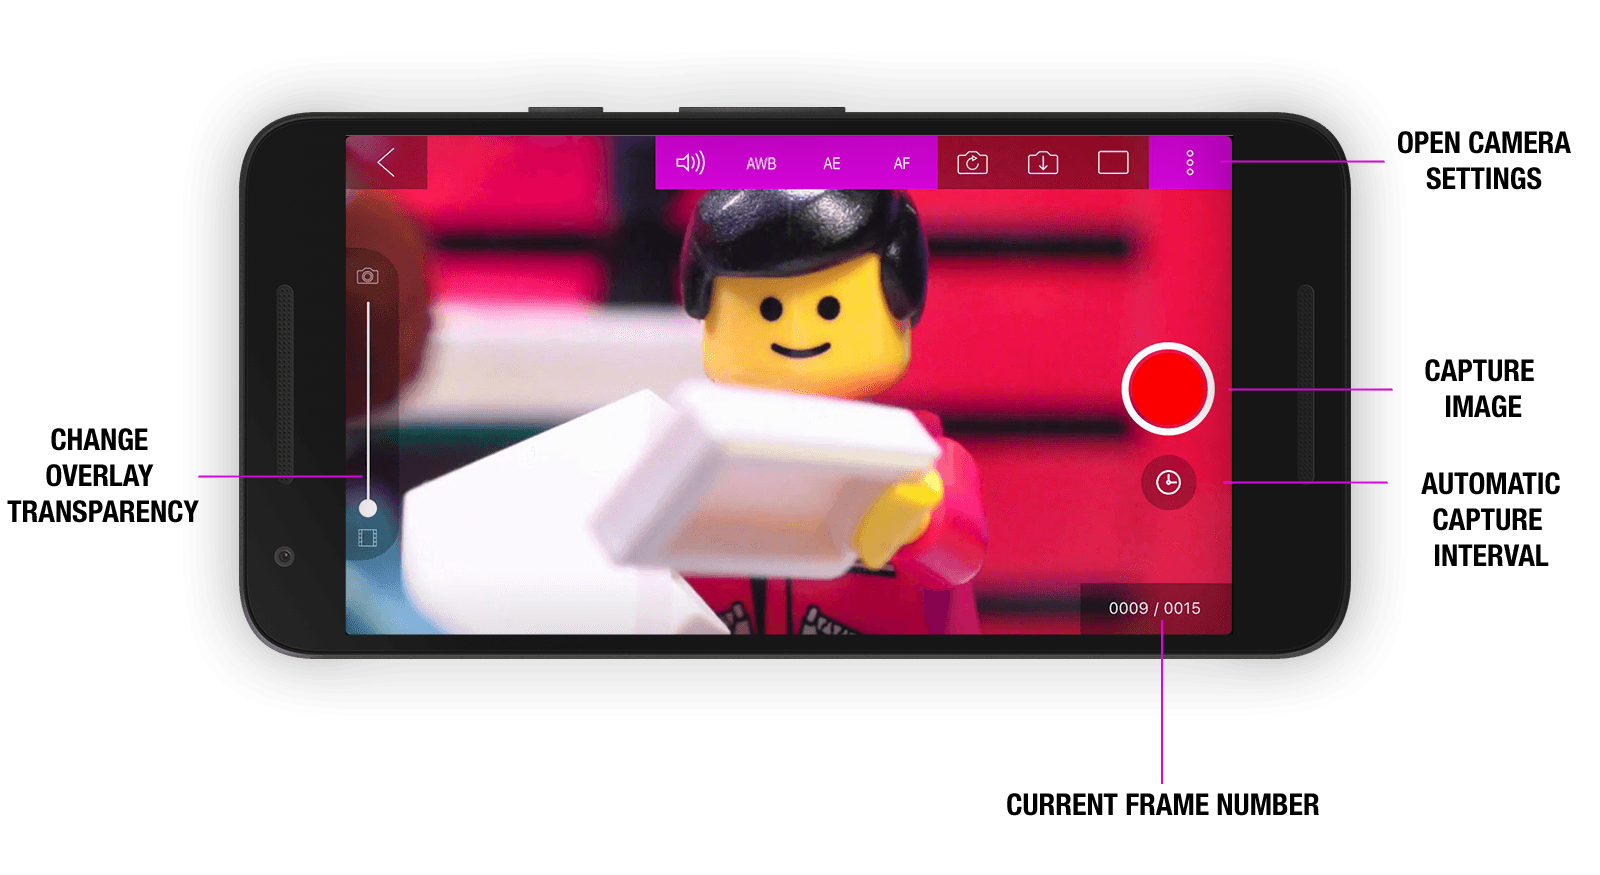 AWB AE AF
OPEN CAMERA
SETTINGS
CAPTURE
IMAGE
CHANGE
OVERLAY
TRANSPARENCY
AUTOMATIC
CAPTURE
INTERVAL
0009 / 0015
CURRENT FRAME NUMBER